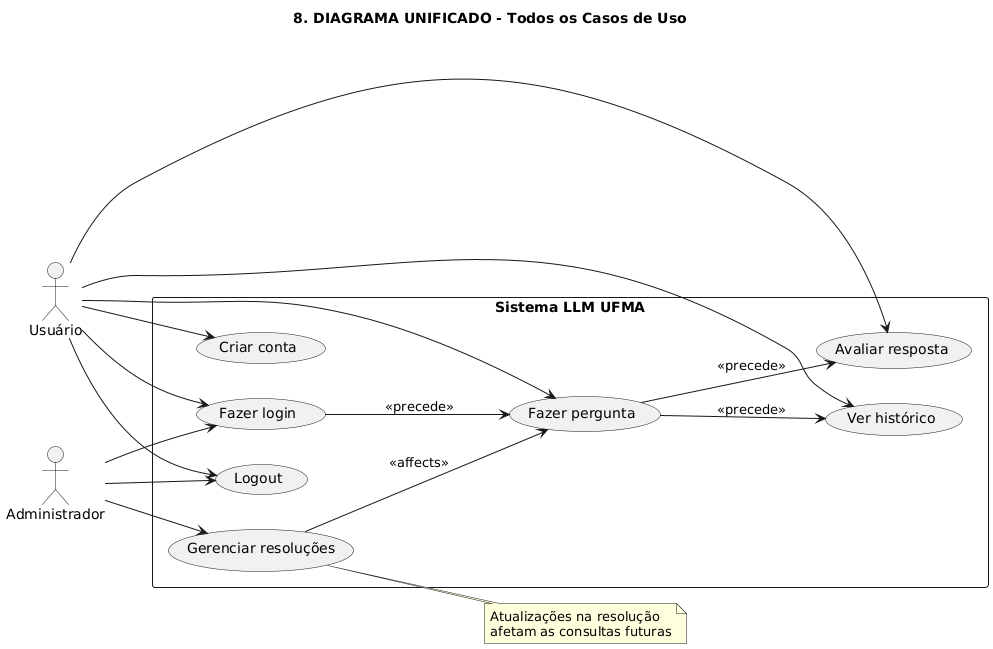 8. DIAGRAMA UNIFICADO - Todos os Casos de Uso
Sistema LLM UFMA
Usuário
Criar conta
Avaliar resposta
«precede»
Fazer login
«precede»
Fazer pergunta
«precede»
Ver histórico
«affects»
Logout
Administrador
Gerenciar resoluções
Atualizações na resolução
afetam as consultas futuras